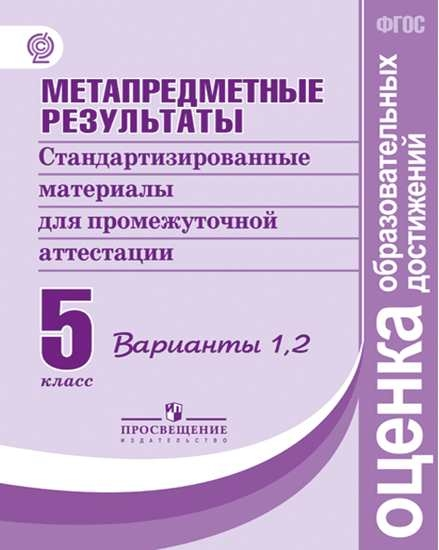 ФГОС
МЕТАПРЕДМЕТНЫЕ
РЕЗУЛЬТАТЫ
Стандартизированные
материалы
для промежуточной
аттестации
5
класс
Варианты 1,2
ПРОСВЕЩЕНИЕ
ИЗДАТЕЛЬСТВО
оценка
образовательных
достижений